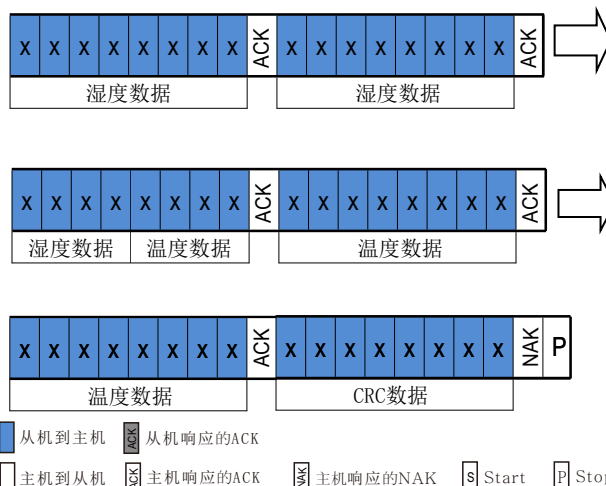 X X X X X X X X ACK X X X X X X X X ACK
湿度数据 湿度数据
X X X X X X X X ACK X X X X X X X X ACK
湿度数据 温度数据 温度数据
X X X X X X X X ACK X X X X X X X X NAK P
温度数据 CRC数据
从机到主机 ACK 从机响应的ACK
主机到从机 ACK 主机响应的ACK NAK 主机响应的NAK S Start P Stop